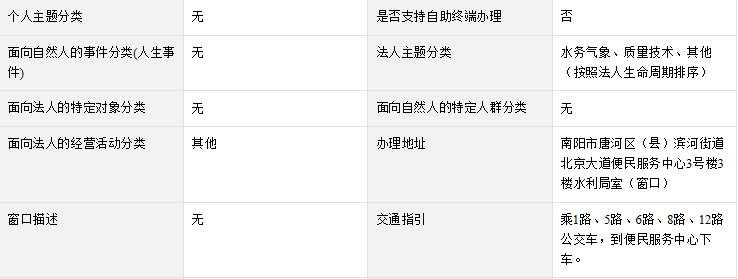 个人主题分类 无 是否支持自助终端办理 否
面向自然人的事件分类(人生事
件) 无 法人主题分类 水务气象、质量技术、其他
（按照法人生命周期排序）
面向法人的特定对象分类 无 面向自然人的特定人群分类 无
面向法人的经营活动分类 其他 办理地址 南阳市唐河区（县）滨河街道
北京大道便民服务中心3号楼3
楼水利局室（窗口）
窗口描述 无 交通指引 乘1路、5路、6路、8路、12路
公交车，到便民服务中心下
车。